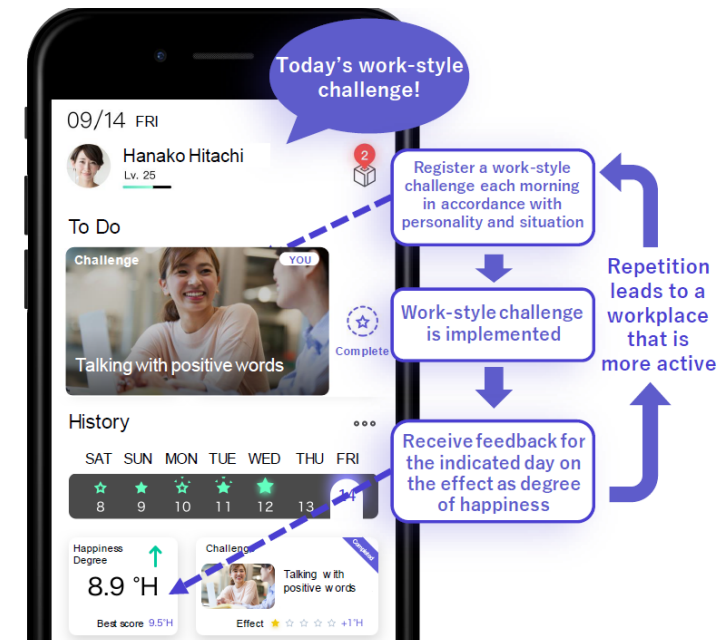 Today's work-style
challenge!
09/14 FRI
Hanako Hitachi
Lv. 25
2
To Do
Challenge
YOU
Talking with positive words
Complete
Register a work-style
challenge each morning
in accordance with
personality and situation
Work-style challenge
is implemented
Receive feedback for
the indicated day on
the effect as degree
of happiness
Repetition
leads to a
workplace
that is
more active
History
SAT SUN MON TUE WED THU FRI
8 9 10 11 12 13 14
Happiness
Degree
8.9 °H
Best score 9.5°H
Challenge
Talking with
positive words
Effect +1°H